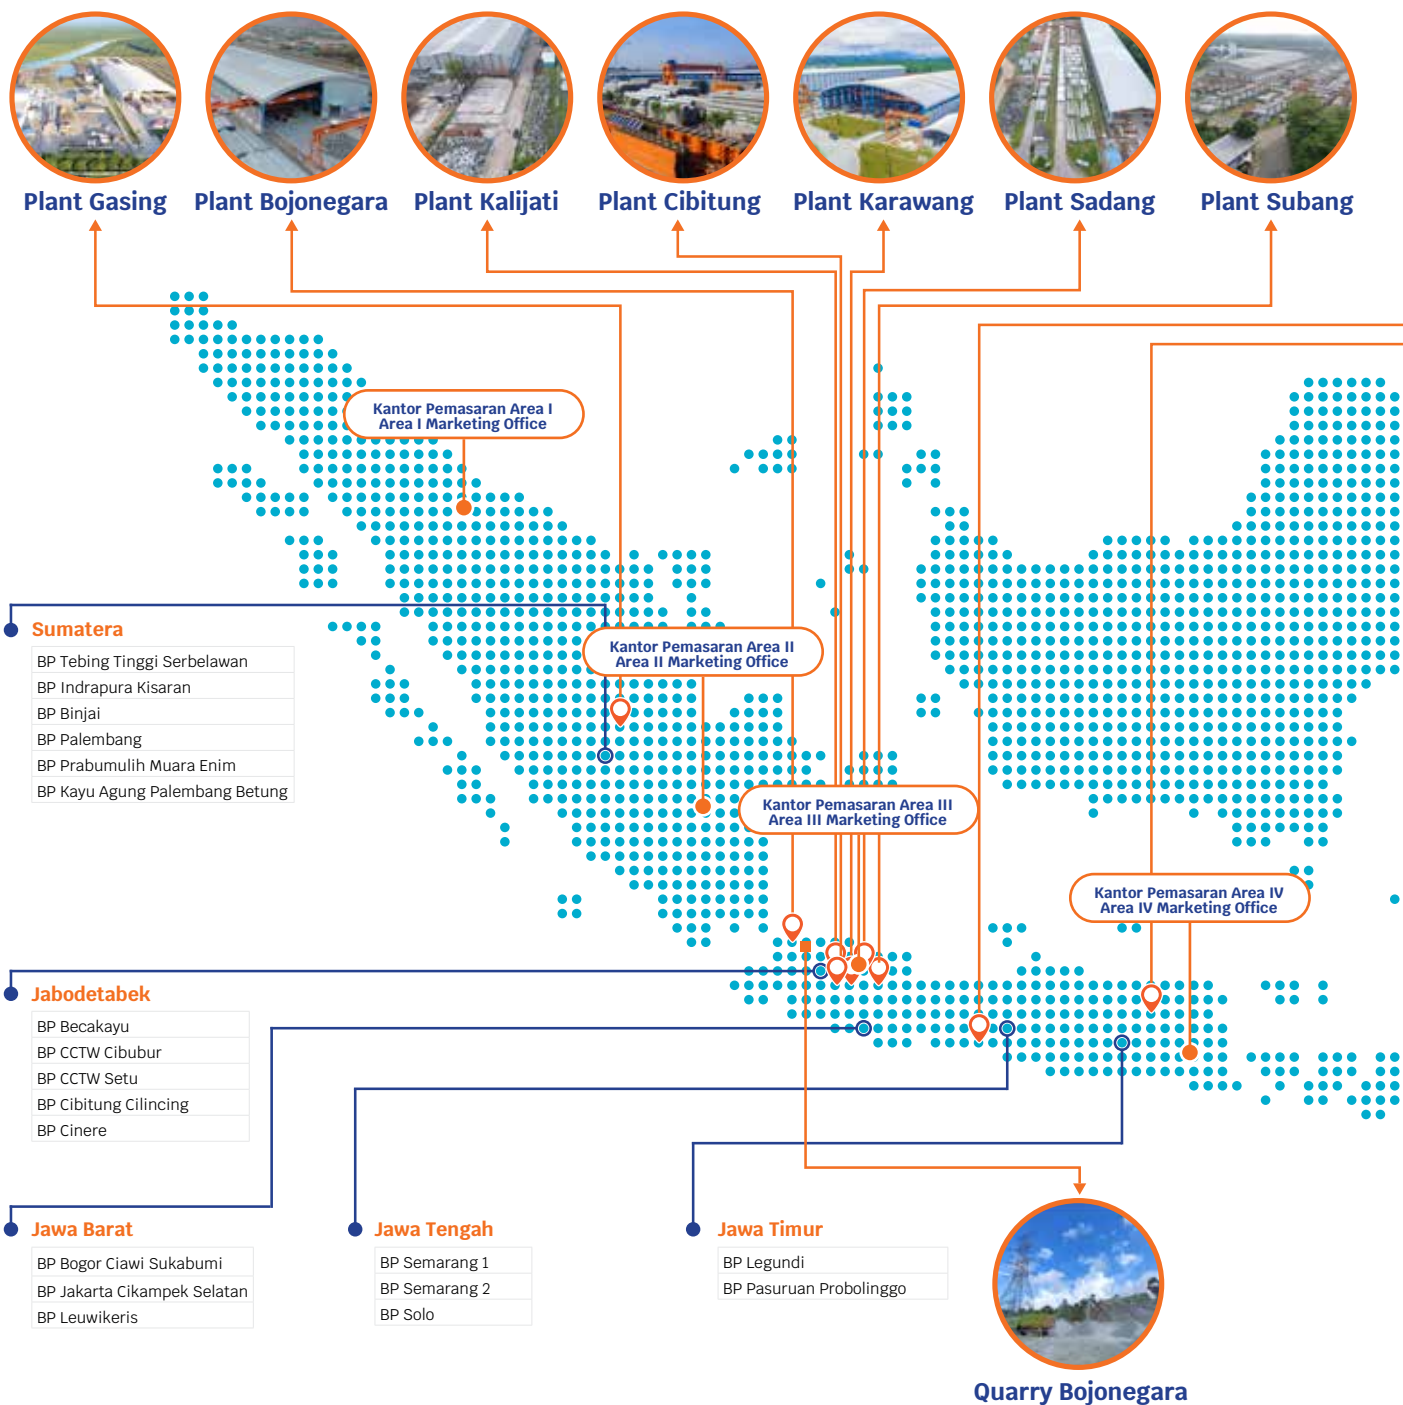 Plant Gasing
Plant Bojonegara
Plant Kalijati
Plant Cibitung
Plant Karawang
Plant Sadang
Plant Subang
Kantor Pemasaran Area I
Area I Marketing Office
Kantor Pemasaran Area II
Area II Marketing Office
Kantor Pemasaran Area III
Area III Marketing Office
Kantor Pemasaran Area IV
Area IV Marketing Office
Sumatera
BP Tebing Tinggi Serbelawan
BP Indrapura Kisaran
BP Binjai
BP Palembang
BP Prabumulih Muara Enim
BP Kayu Agung Palembang Betung
Jabodetabek
BP Becakayu
BP CCTW Cibubur
BP CCTW Setu
BP Cibitung Cilincing
BP Cinere
Jawa Barat
BP Bogor Ciawi Sukabumi
BP Jakarta Cikampek Selatan
BP Leuwikeris
Jawa Tengah
BP Semarang 1
BP Semarang 2
BP Solo
Jawa Timur
BP Legundi
BP Pasuruan Probolinggo
Quarry Bojonegara